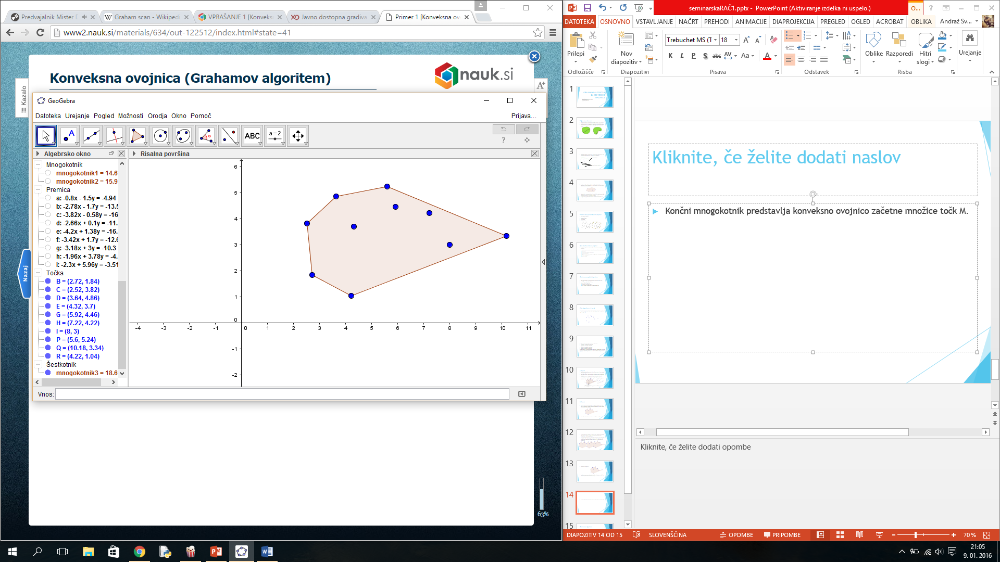 Predvajalnik Mister D
Graham scan - Wikipedi
VPRAŠANJE 1 [Konveks
Javno dostopna gradiva
Primer 1 [Konveksna ov
www2.nauk.si/materials/634/out-122512/index.html#state=41
Konveksna ovojnica (Grahamov algoritem)
nauk.si
Kazalo
A+
Nazaj
63%
GeoGebra
Datoteka Urejanje Pogled Možnosti Orodja Okno Pomoč
Prijava...
A
α
ABC
a=2
?
Algebrsko okno
Risalna površina
Mnogokotnik
mnogokotnik1 = 14.6
mnogokotnik2 = 15.9
Premica
a: -0.8x - 1.5y = -4.94
b: -2.78x - 1.7y = -13.5
c: -3.82x - 0.58y = -16
d: -2.66x + 0.1y = -11.
e: -4.2x + 1.38y = -16.
f: -3.42x + 1.7y = -12.6
g: -3.18x + 3y = -10.3
h: -1.96x + 3.78y = -4.
i: -2.3x + 5.96y = -3.51
Točka
B = (2.72, 1.84)
C = (2.52, 3.82)
D = (3.64, 4.86)
E = (4.32, 3.7)
G = (5.92, 4.46)
H = (7.22, 4.22)
I = (8, 3)
P = (5.6, 5.24)
Q = (10.18, 3.34)
R = (4.22, 1.04)
Šestkotnik
mnogokotnik3 = 18.6
6
5
4
3
2
1
0
-4 -3 -2 -1 0 1 2 3 4 5 6 7 8 9 10 11
-1
-2
Vnos:
seminarskaRAČ1.pptx - PowerPoint (Aktiviranje izdelka ni uspelo.)
O...
?
DATOTEKA OSNOVNO VSTAVLJANJE NAČRT PREHODI ANIMACIJE DIAPROJEKCIJA PREGLED OGLED ACROBAT OBLIKA Andraž Sv...
Prilepi
Odložišče
Nov
diapozitiv
Diapozitivi
Trebuchet MS (T 18
K L P S abc AV Aa A
Pisava
Odstavek
Oblike Razporedi Hitri
slogi
Risba
Urejanje
1
2
3
4
5
6
7
8
9
10
11
12
13
14
15
Kliknite, če želite dodati naslov
Končni mnogokotnik predstavlja konveksno ovojnico začetne množice točk M.
Kliknite, če želite dodati opombe
DIAPOZITIV 14 OD 15 SLOVENŠČINA OPOMBE PRIPOMBE 70 %
21:05
9. 01. 2016